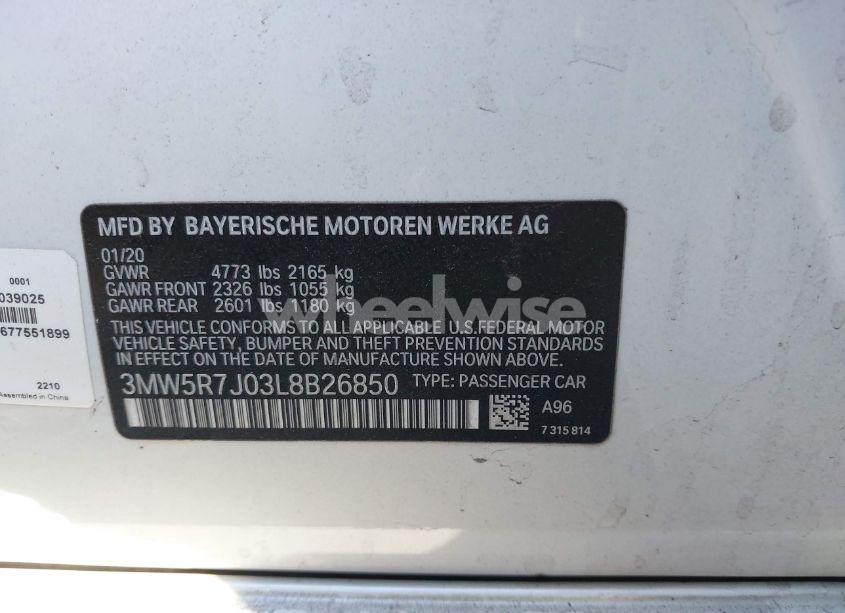 MFD BY BAYERISCHE MOTOREN WERKE AG
01/20
GVWR 4773 lbs 2165 kg
GAWR FRONT 2326 lbs 1055 kg
GAWR REAR 2601 lbs 1180 kg
THIS VEHICLE CONFORMS TO ALL APPLICABLE U.S.FEDERAL MOTOR
VEHICLE SAFETY, BUMPER AND THEFT PREVENTION STANDARDS
IN EFFECT ON THE DATE OF MANUFACTURE SHOWN ABOVE.
3MW5R7J03L8B26850 TYPE: PASSENGER CAR
A96
7 315 814
0001
039025
677551899
2210
Assembled in China
wheelwise